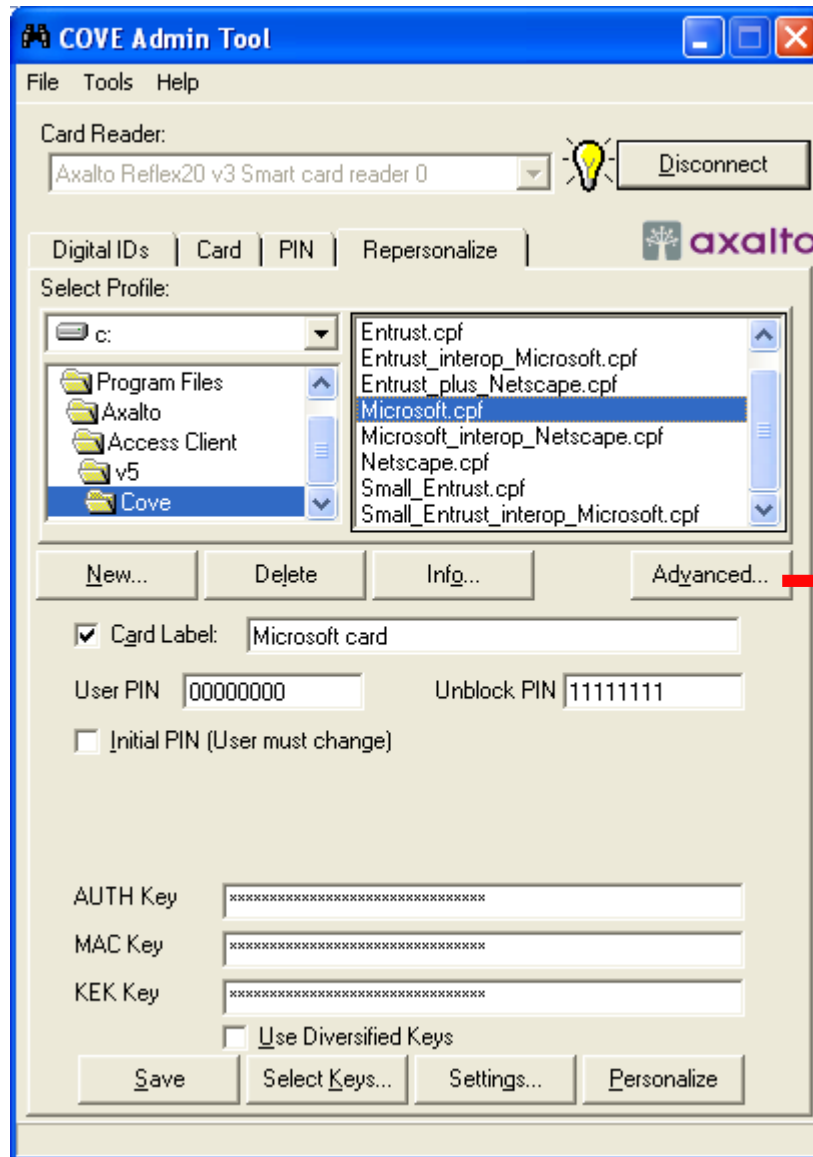 COVE Admin Tool
File Tools Help
Card Reader:
Axalto Reflex20 v3 Smart card reader 0
Disconnect
Digital IDs Card PIN Repersonalize
axalto
Select Profile:
c:
Program Files
Axalto
Access Client
v5
Cove
Entrust.cpf
Entrust_interop_Microsoft.cpf
Entrust_plus_Netscape.cpf
Microsoft.cpf
Microsoft_interop_Netscape.cpf
Netscape.cpf
Small_Entrust.cpf
Small_Entrust_interop_Microsoft.cpf
New... Delete Info... Advanced...
Card Label: Microsoft card
User PIN 00000000 Unblock PIN 11111111
Initial PIN (User must change)
AUTH Key ********************************
MAC Key ********************************
KEK Key ********************************
Use Diversified Keys
Save Select Keys... Settings... Personalize